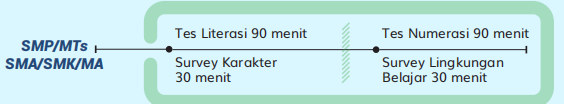 SMP/MTs
SMA/SMK/MA
Tes Literasi 90 menit
Survey Karakter
30 menit
Tes Numerasi 90 menit
Survey Lingkungan
Belajar 30 menit